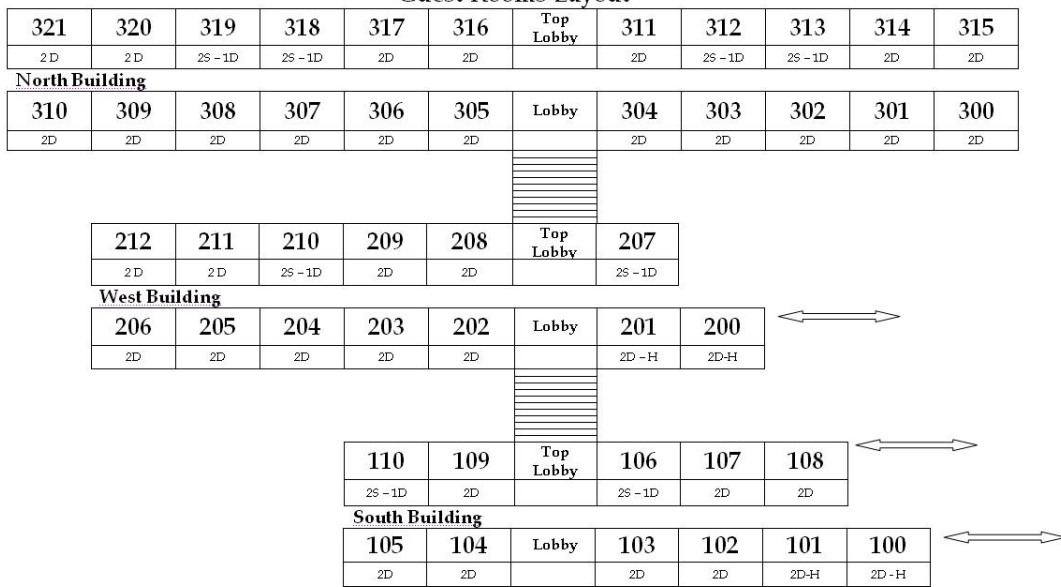 Guest Rooms Layout
321 320 319 318 317 316 Top Lobby 311 312 313 314 315
2 D 2 D 2S – 1D 2S – 1D 2D 2D 2D 2S – 1D 2S – 1D 2D 2D
North Building
310 309 308 307 306 305 Lobby 304 303 302 301 300
2D 2D 2D 2D 2D 2D 2D 2D 2D 2D 2D
212 211 210 209 208 Top Lobby 207
2 D 2 D 2S – 1D 2D 2D 2S – 1D
West Building
206 205 204 203 202 Lobby 201 200
2D 2D 2D 2D 2D 2D – H 2D-H
110 109 Top Lobby 106 107 108
2S – 1D 2D 2S – 1D 2D 2D
South Building
105 104 Lobby 103 102 101 100
2D 2D 2D 2D 2D-H 2D - H